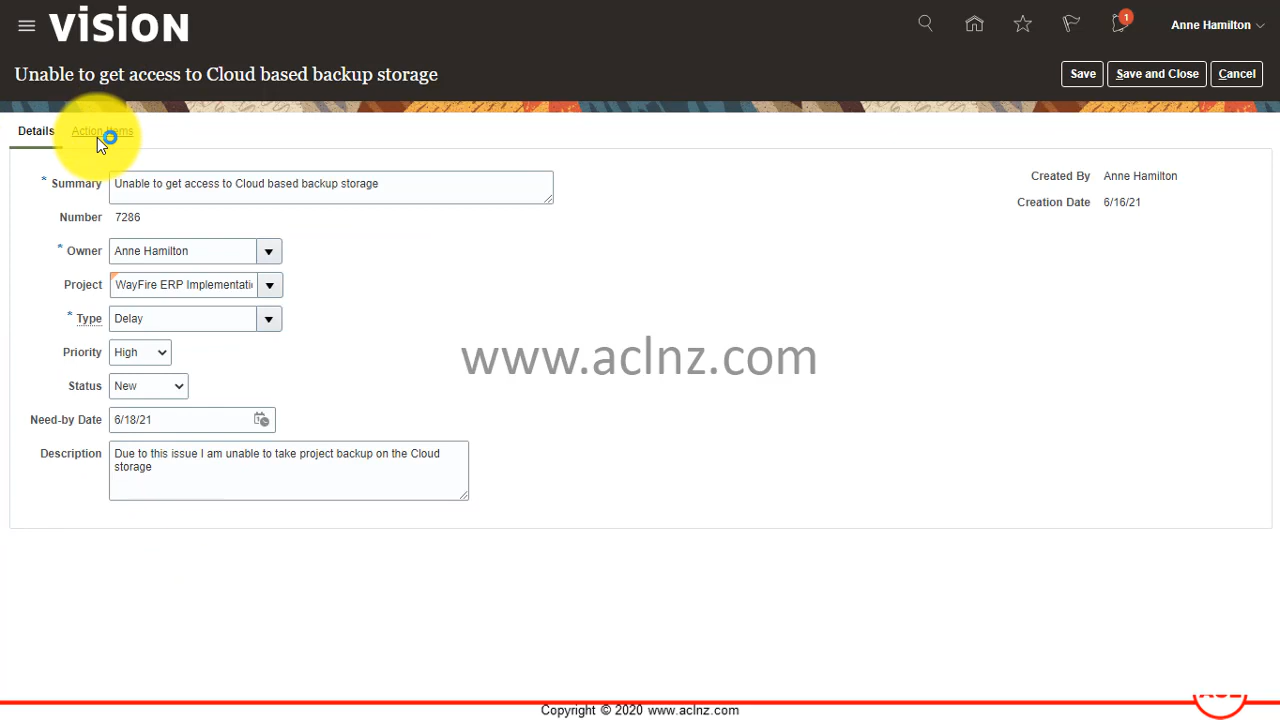 vision
1
Anne Hamilton
Unable to get access to Cloud based backup storage
Save
Save and Close
Cancel
Details
Action Items
* Summary
Unable to get access to Cloud based backup storage
Created By
Anne Hamilton
Creation Date
6/16/21
Number
7286
* Owner
Anne Hamilton
Project
WayFire ERP Implementati
* Type
Delay
Priority
High
www.aclnz.com
Status
New
Need-by Date
6/18/21
Description
Due to this issue I am unable to take project backup on the Cloud
storage
Copyright © 2020 www.aclnz.com